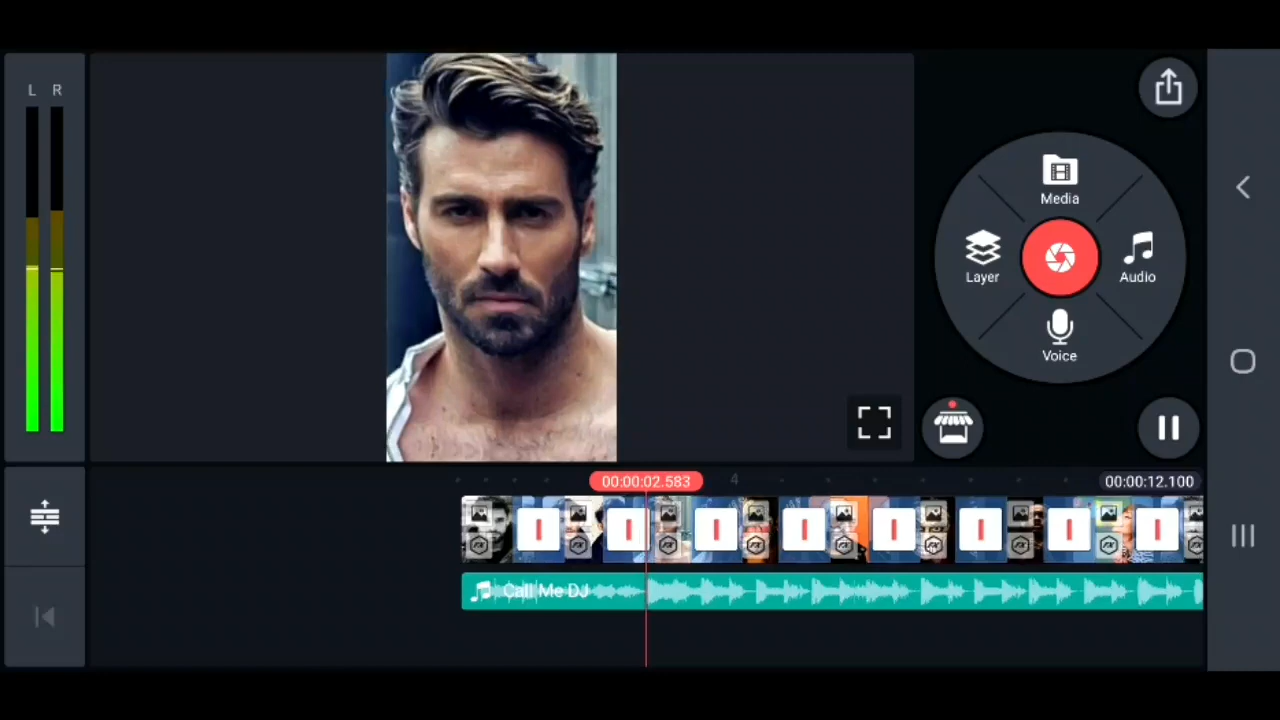 L R
Media
Layer
Audio
Voice
00:00:02.583
4
00:00:12.100
Call Me DJ